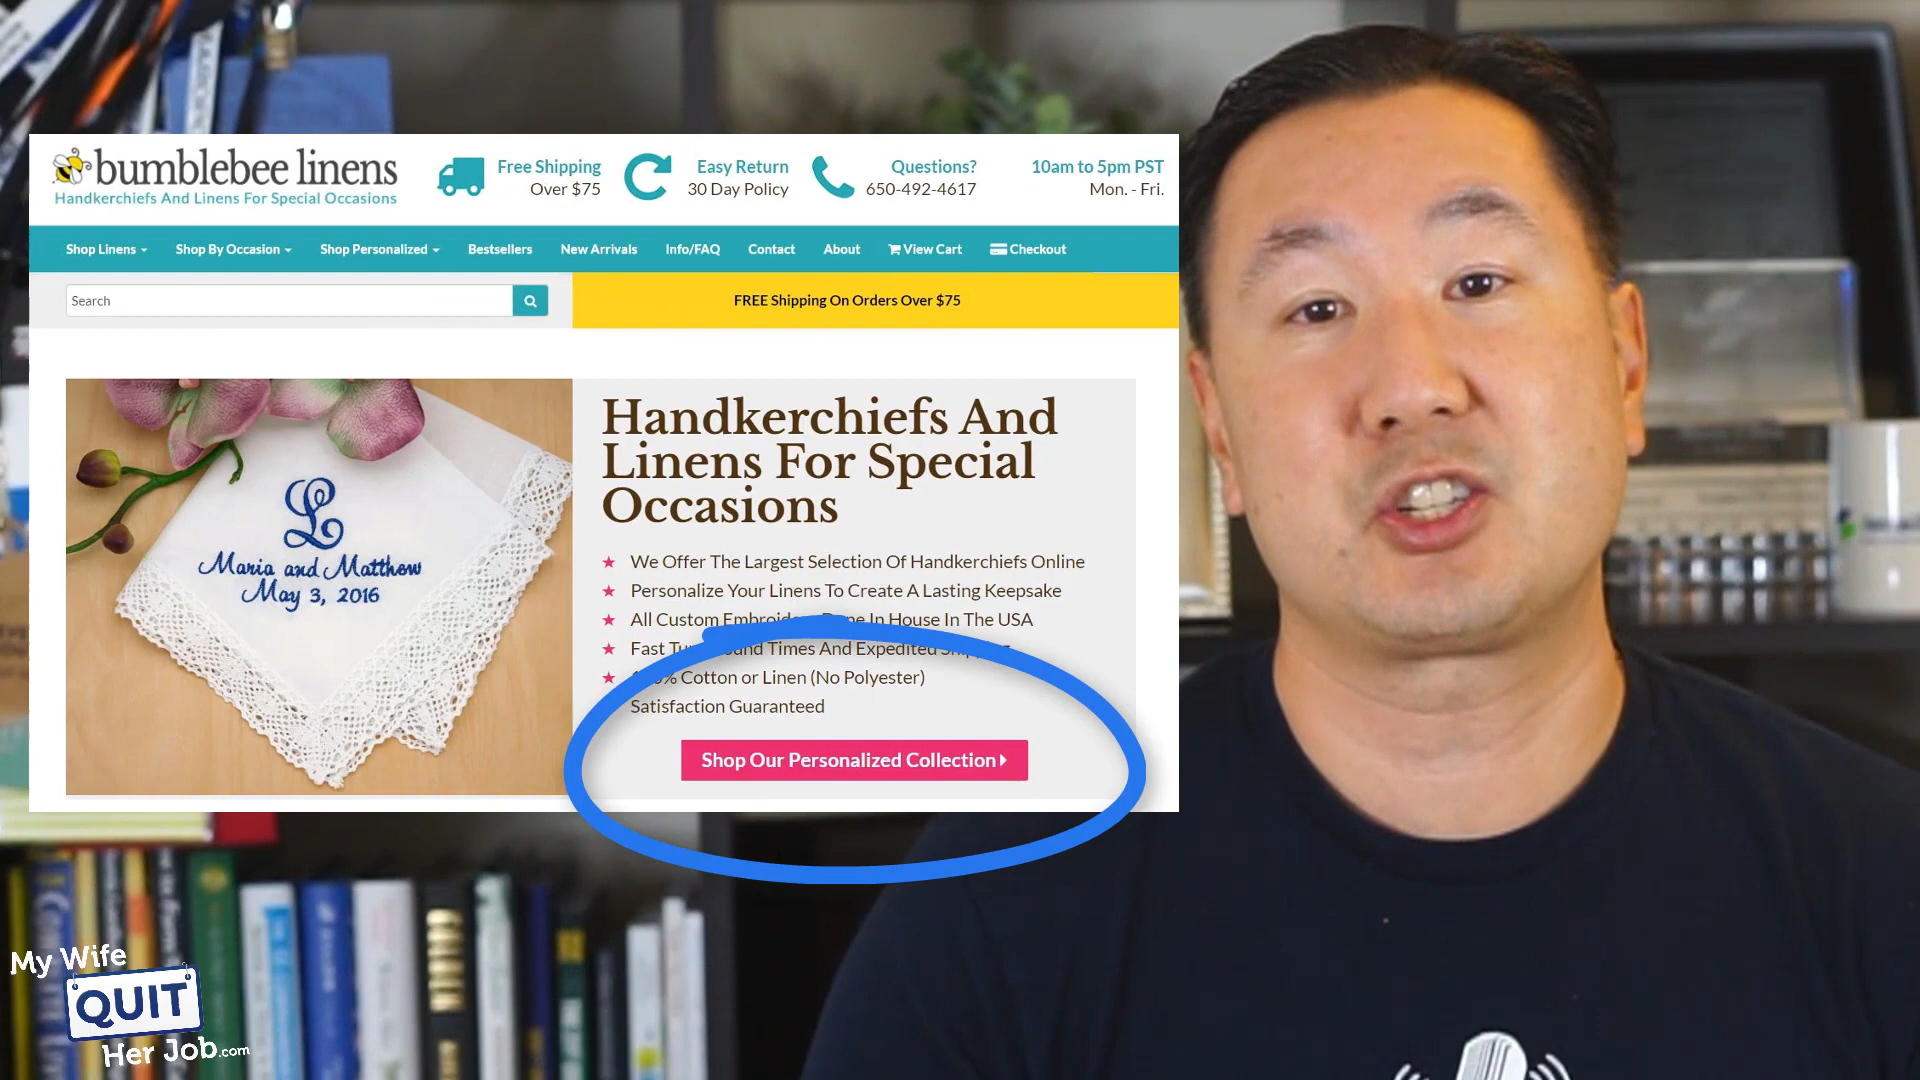 bumblebee linens
Handkerchiefs And Linens For Special Occasions
Free Shipping
Over $75
Easy Return
30 Day Policy
Questions?
650-492-4617
10am to 5pm PST
Mon. - Fri.
Shop Linens
Shop By Occasion
Shop Personalized
Bestsellers
New Arrivals
Info/FAQ
Contact
About
View Cart
Checkout
Search
FREE Shipping On Orders Over $75
L
Maria and Matthew
May 3, 2016
Handkerchiefs And
Linens For Special
Occasions
We Offer The Largest Selection Of Handkerchiefs Online
Personalize Your Linens To Create A Lasting Keepsake
All Custom Embroidery Done In House In The USA
Fast Turnaround Times And Expedited Shipping
100% Cotton or Linen (No Polyester)
Satisfaction Guaranteed
Shop Our Personalized Collection
My Wife
QUIT
Her Job.com